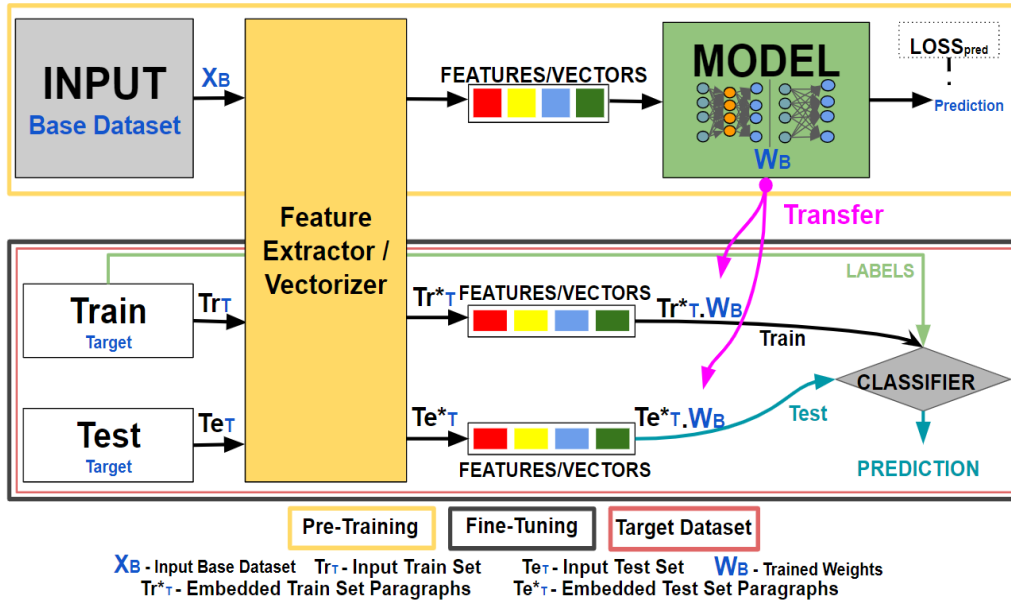 INPUT
Base Dataset
XB
Feature
Extractor /
Vectorizer
FEATURES/VECTORS
MODEL
WB
LOSSpred
Prediction
Transfer
LABELS
Train
Target
TrT
Tr*T
FEATURES/VECTORS
Tr*T.WB
Train
CLASSIFIER
Test
Target
TeT
Te*T
FEATURES/VECTORS
Te*T.WB
Test
PREDICTION
Pre-Training
Fine-Tuning
Target Dataset
XB - Input Base Dataset TrT - Input Train Set TeT - Input Test Set WB - Trained Weights
Tr*T - Embedded Train Set Paragraphs Te*T - Embedded Test Set Paragraphs